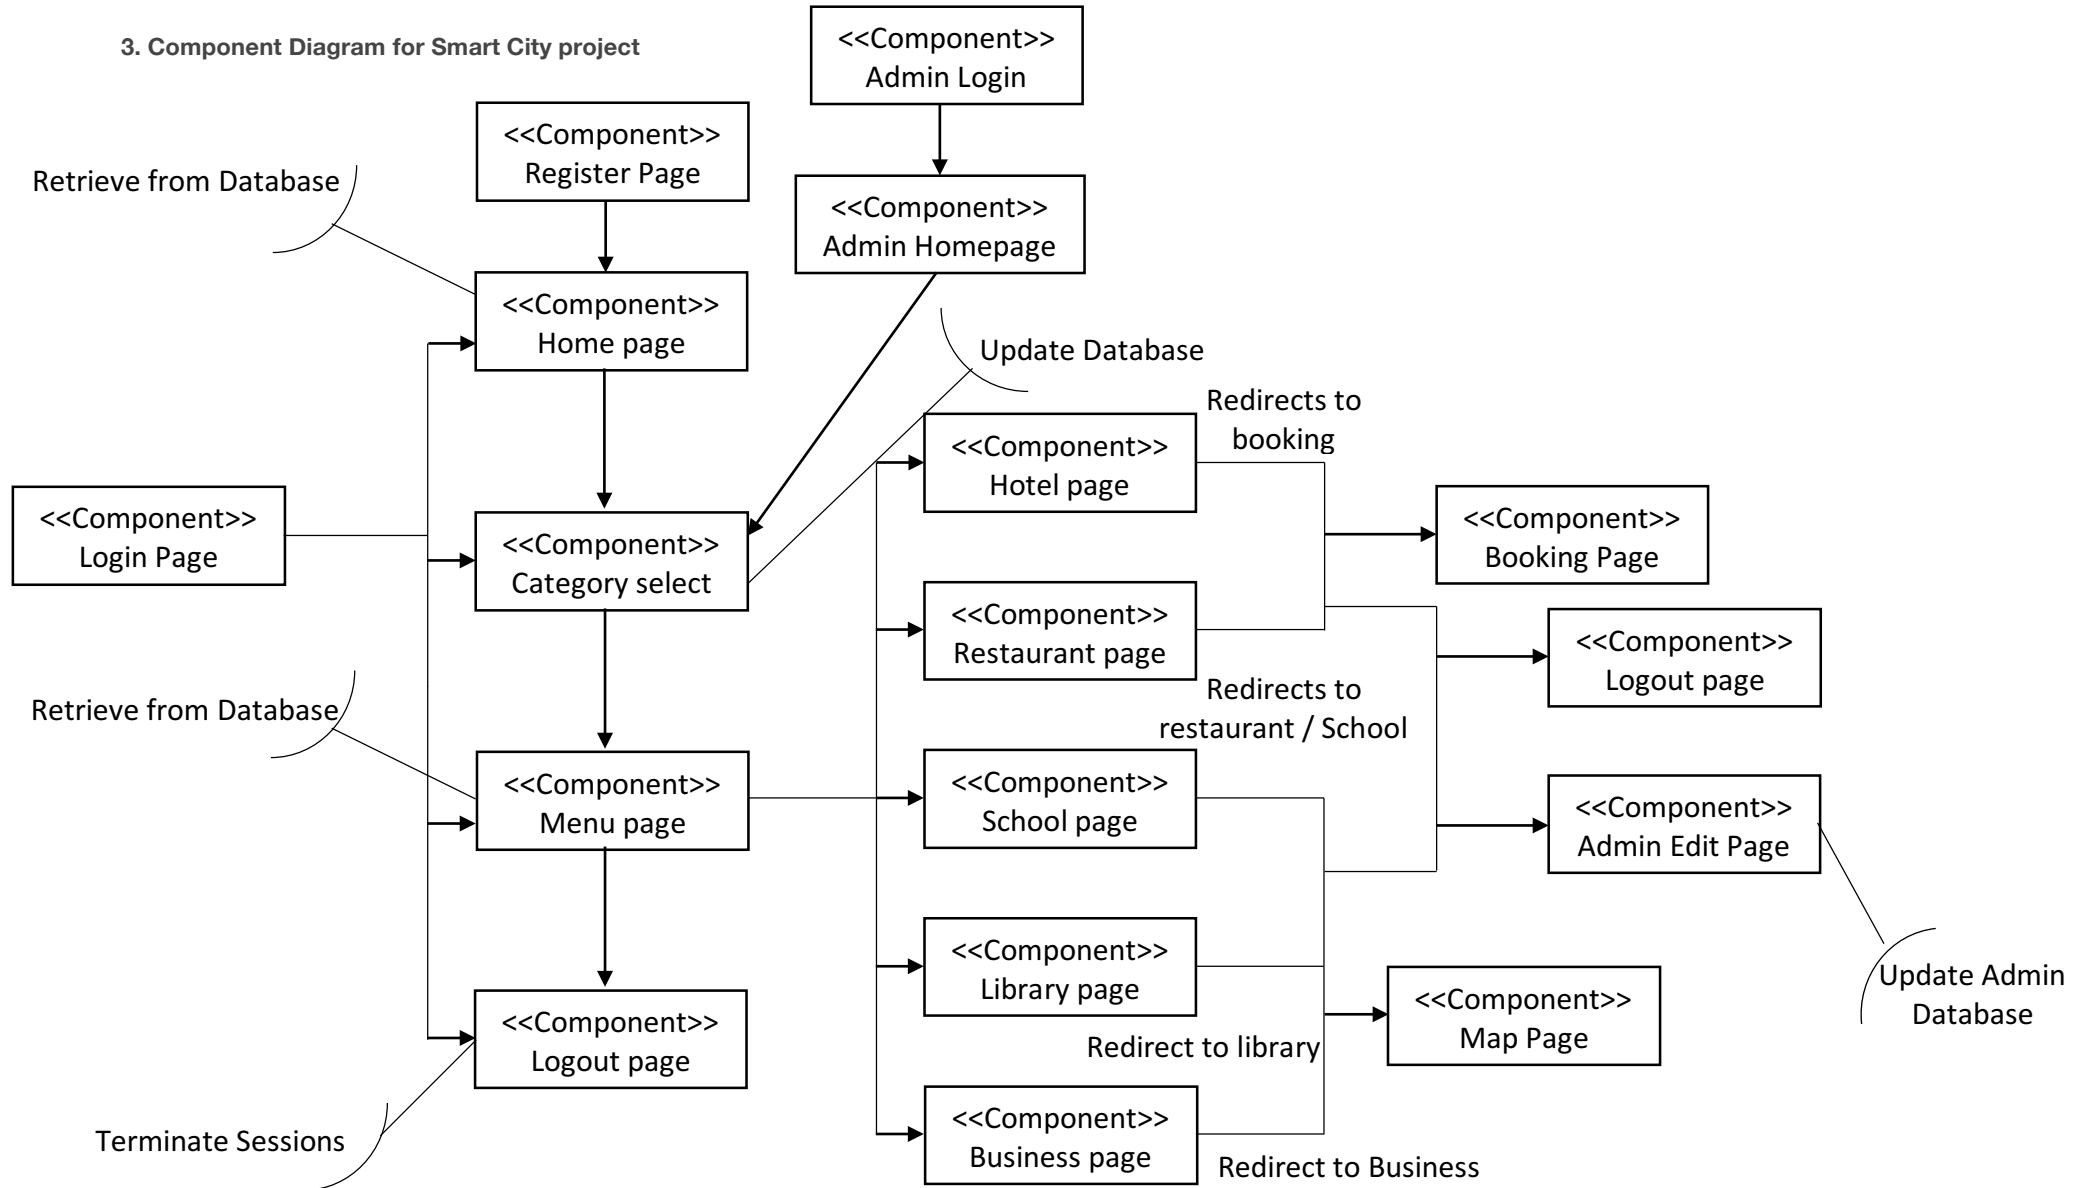 3. Component Diagram for Smart City project
<<Component>>
Admin Login
<<Component>>
Register Page
Retrieve from Database
<<Component>>
Admin Homepage
<<Component>>
Home page
Update Database
Redirects to
booking
<<Component>>
Hotel page
<<Component>>
Login Page
<<Component>>
Category select
<<Component>>
Booking Page
<<Component>>
Restaurant page
<<Component>>
Logout page
Redirects to
restaurant / School
Retrieve from Database
<<Component>>
Menu page
<<Component>>
School page
<<Component>>
Admin Edit Page
<<Component>>
Library page
Update Admin
Database
<<Component>>
Map Page
<<Component>>
Logout page
Redirect to library
Terminate Sessions
<<Component>>
Business page
Redirect to Business